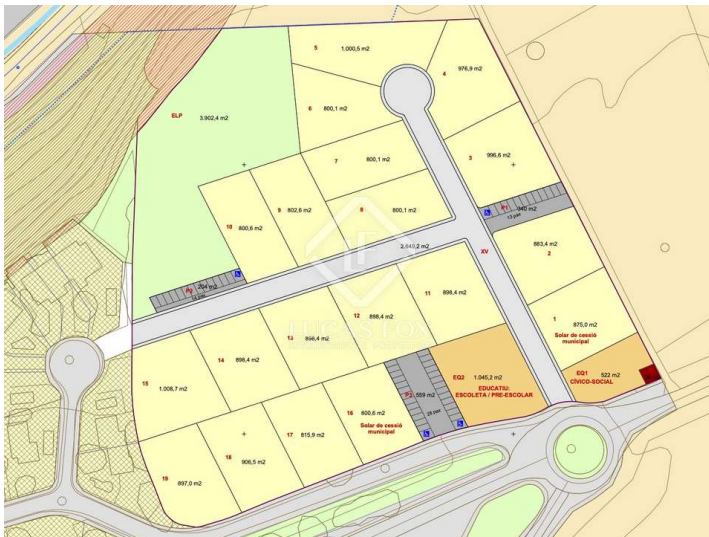 5 1.000,5 m2
4 976,9 m2
6 800,1 m2
ELP 3.902,4 m2
7 800,1 m2
3 996,6 m2
9 802,6 m2
8 800,1 m2
10 800,6 m2
P1 340 m2
13 pax
2.649,2 m2
XV
883,4 m2
2
P2 204 m2
11 898,4 m2
12 898,4 m2
1 875,0 m2
Solar de cessió
municipal
LUCAS FOX
13 898,4 m2
14 898,4 m2
15 1.008,7 m2
EQ2 1.045,2 m2
EDUCATIU:
ESCOLETA / PRE-ESCOLAR
EQ1 522 m2
CÍVICO-SOCIAL
P3 559 m2
16 800,6 m2
Solar de cessió
municipal
17 815,9 m2
18 906,5 m2
19 897,0 m2